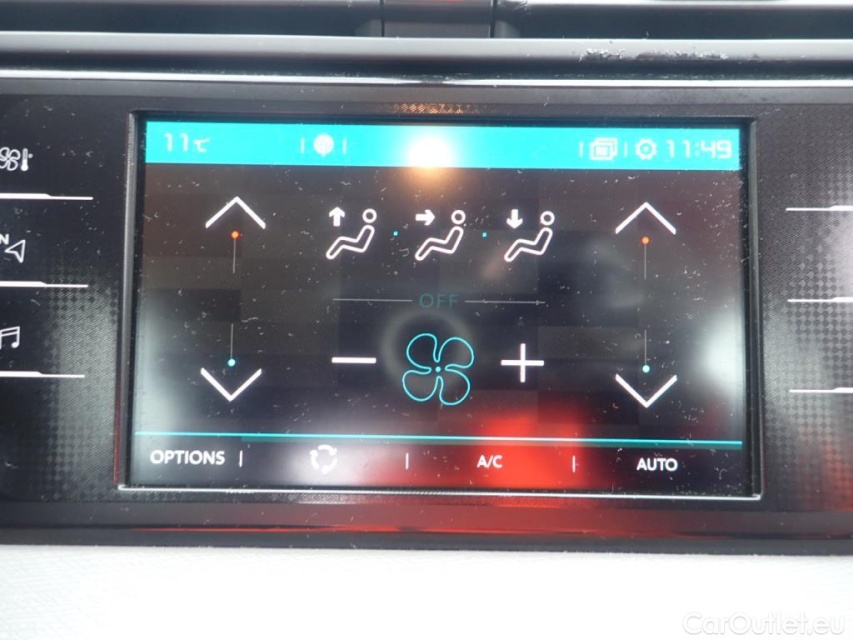 11°C 11:49
N
OFF
OPTIONS A/C AUTO
CarOutlet.eu